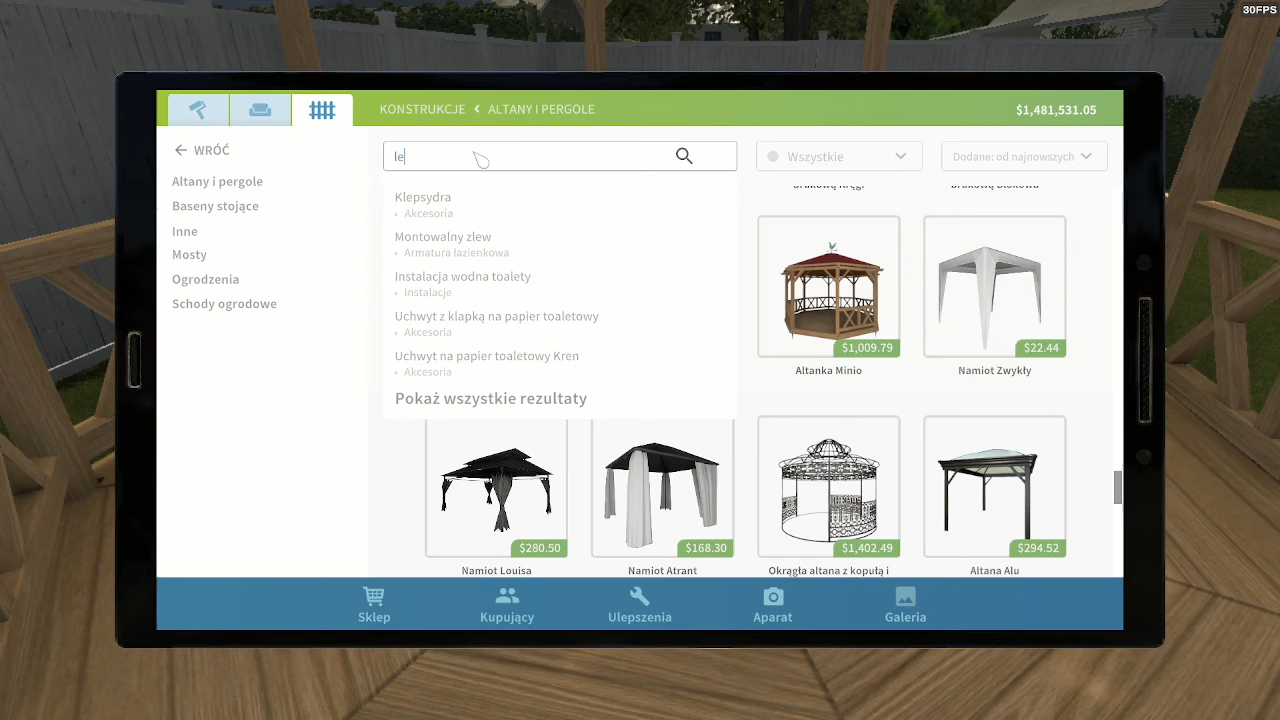 30FPS
KONSTRUKCJE < ALTANY I PERGOLE
$1,481,531.05
WRÓĆ
le
Wszystkie
Dodane: od najnowszych
Altany i pergole
Baseny stojące
Inne
Mosty
Ogrodzenia
Schody ogrodowe
Klepsydra
• Akcesoria
Montowalny zlew
• Armatura łazienkowa
Instalacja wodna toalety
• Instalacje
Uchwyt z klapką na papier toaletowy
• Akcesoria
Uchwyt na papier toaletowy Kren
• Akcesoria
Pokaż wszystkie rezultaty
$1,009.79
$22.44
Altanka Minio
Namiot Zwykły
$280.50
$168.30
$1,402.49
$294.52
Namiot Louisa
Namiot Atrant
Okrągła altana z kopułą i
Altana Alu
Sklep
Kupujący
Ulepszenia
Aparat
Galeria